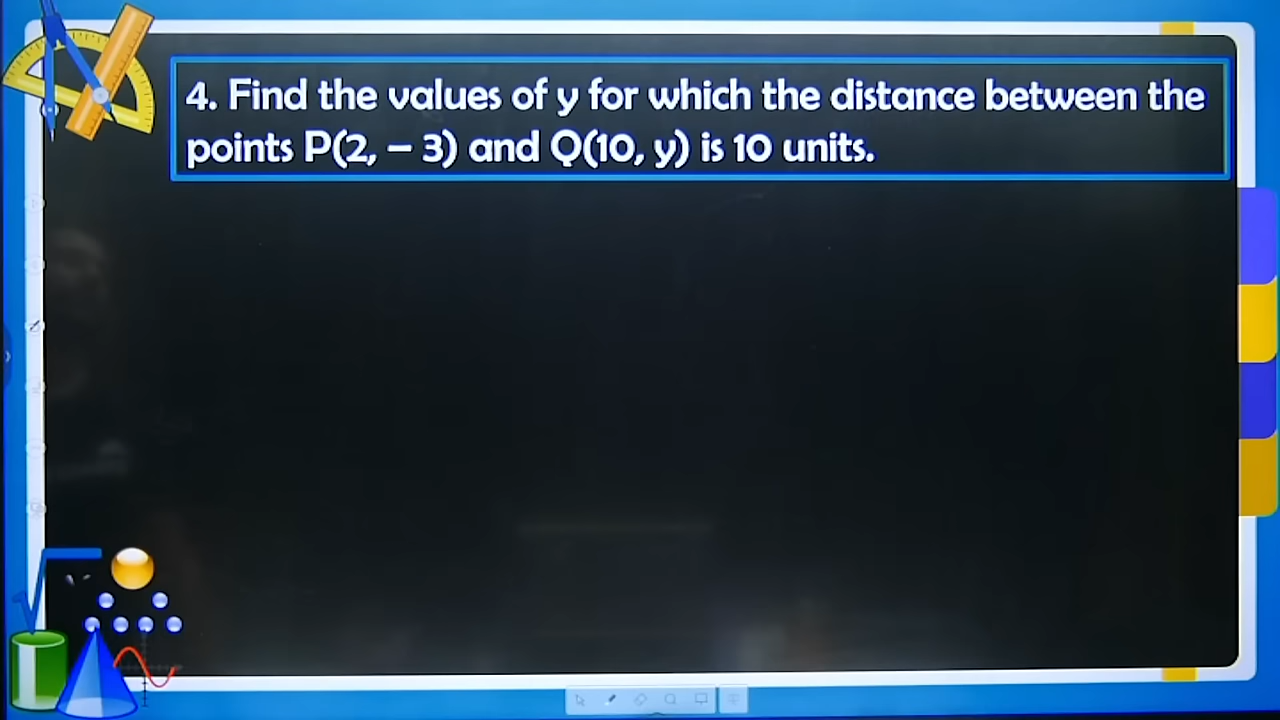 4. Find the values of y for which the distance between the
points P(2, – 3) and Q(10, y) is 10 units.